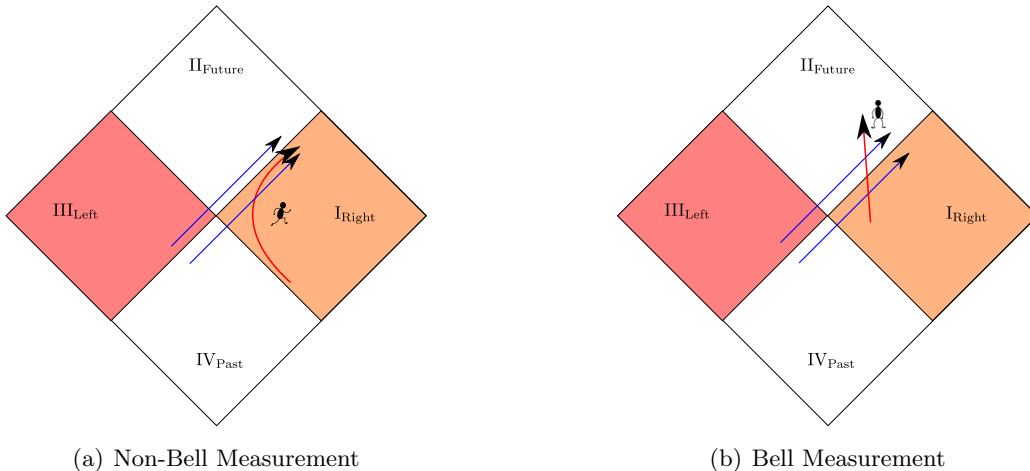 II_Future
III_Left
I_Right
IV_Past
(a) Non-Bell Measurement
II_Future
III_Left
I_Right
IV_Past
(b) Bell Measurement